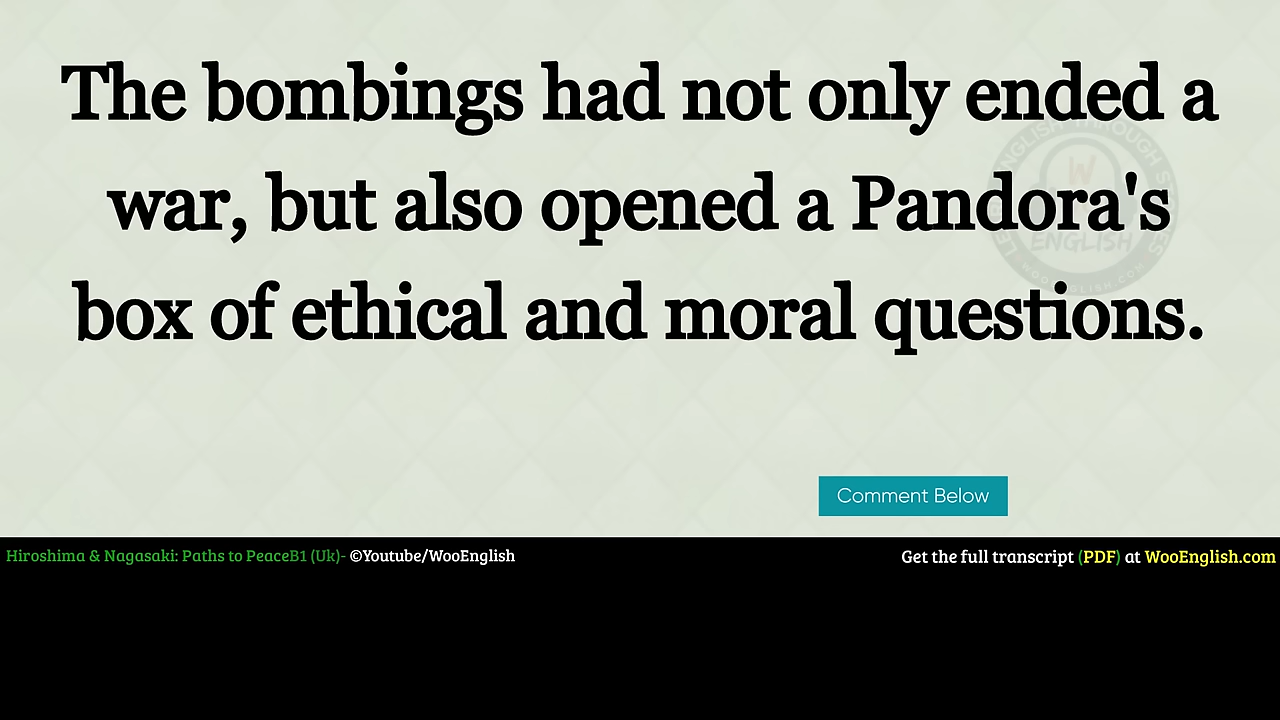 The bombings had not only ended a
war, but also opened a Pandora's
box of ethical and moral questions.
ENGLISH
Comment Below
Hiroshima & Nagasaki: Paths to PeaceB1 (Uk)- ©Youtube/WooEnglish
Get the full transcript (PDF) at WooEnglish.com